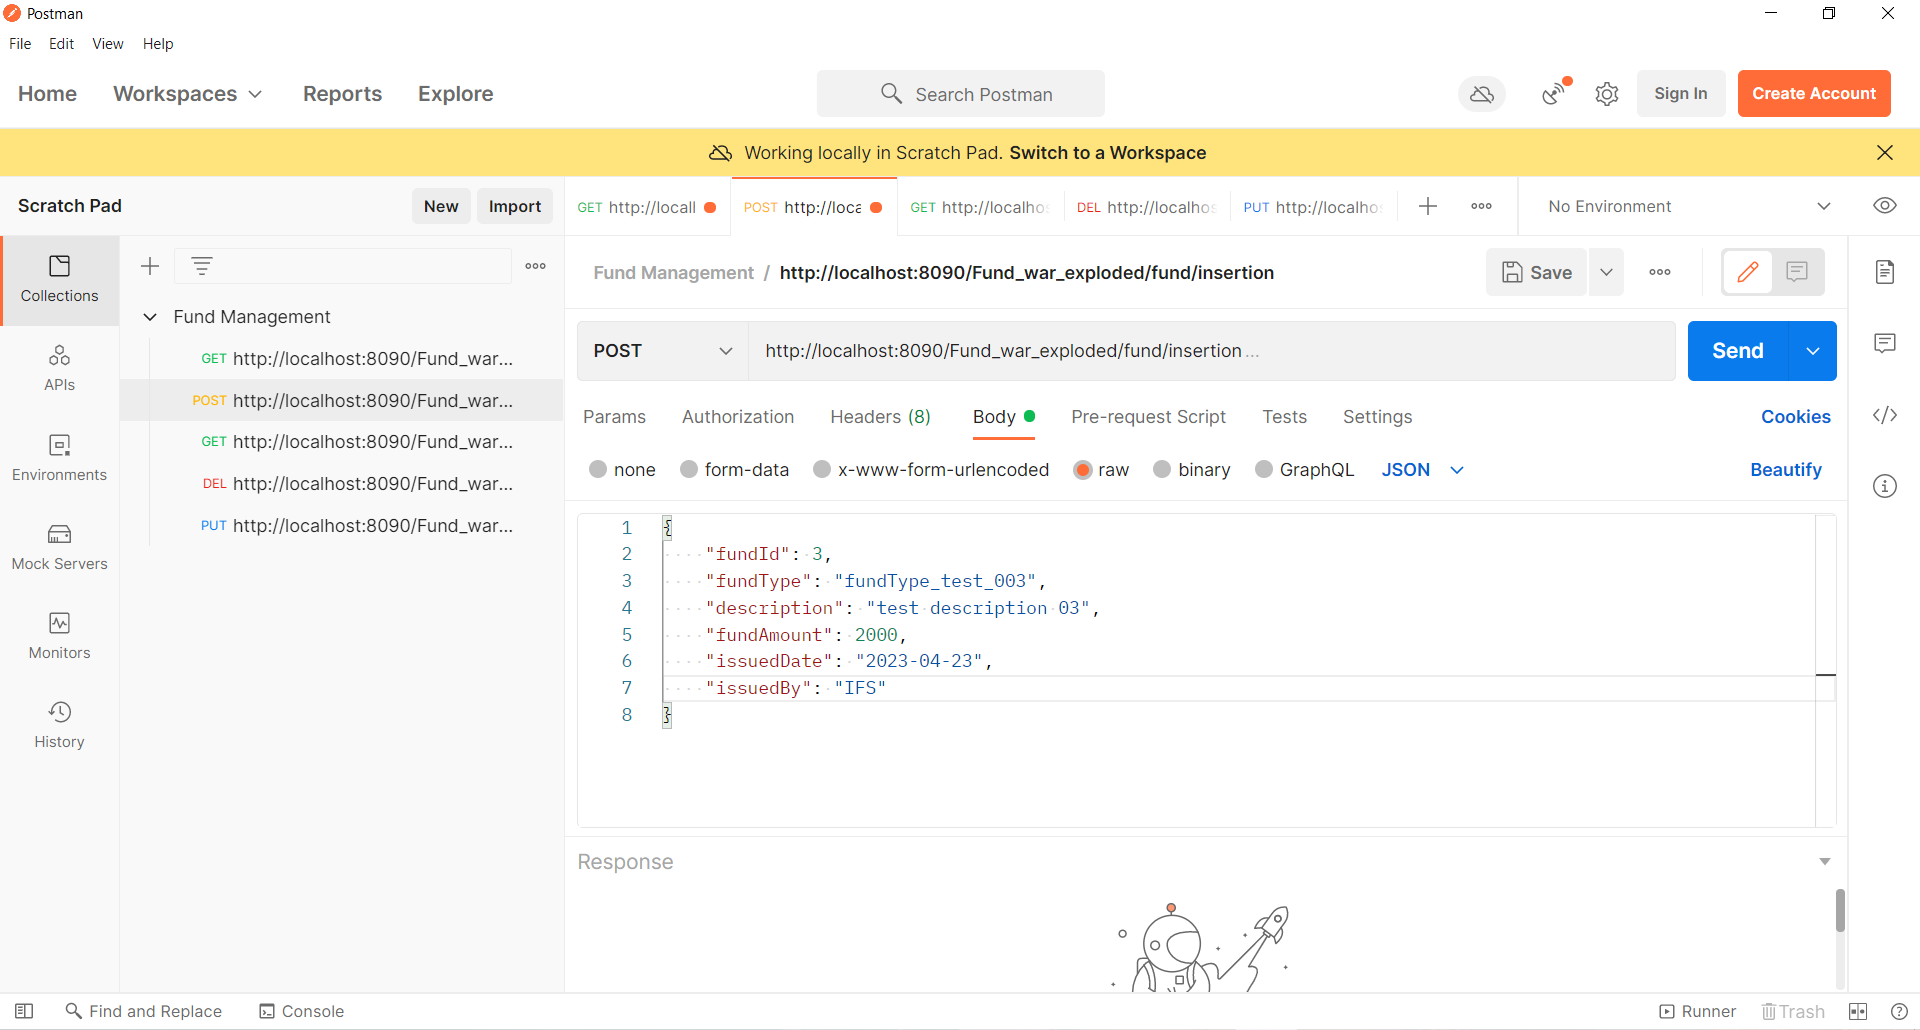 Postman
File Edit View Help
Home Workspaces Reports Explore Search Postman Sign In Create Account
Working locally in Scratch Pad. Switch to a Workspace
Scratch Pad New Import
GET http://locall POST http://loca GET http://localhos DEL http://localhos PUT http://localho No Environment
Collections
APIs
Environments
Mock Servers
Monitors
History
Fund Management
GET http://localhost:8090/Fund_war...
POST http://localhost:8090/Fund_war...
GET http://localhost:8090/Fund_war...
DEL http://localhost:8090/Fund_war...
PUT http://localhost:8090/Fund_war...
Fund Management / http://localhost:8090/Fund_war_exploded/fund/insertion Save
POST http://localhost:8090/Fund_war_exploded/fund/insertion ... Send
Params Authorization Headers (8) Body Pre-request Script Tests Settings Cookies
none form-data x-www-form-urlencoded raw binary GraphQL JSON Beautify
1 {
2 "fundId": 3,
3 "fundType": "fundType_test_003",
4 "description": "test description 03",
5 "fundAmount": 2000,
6 "issuedDate": "2023-04-23",
7 "issuedBy": "IFS"
8 }
Response
Find and Replace Console Runner Trash